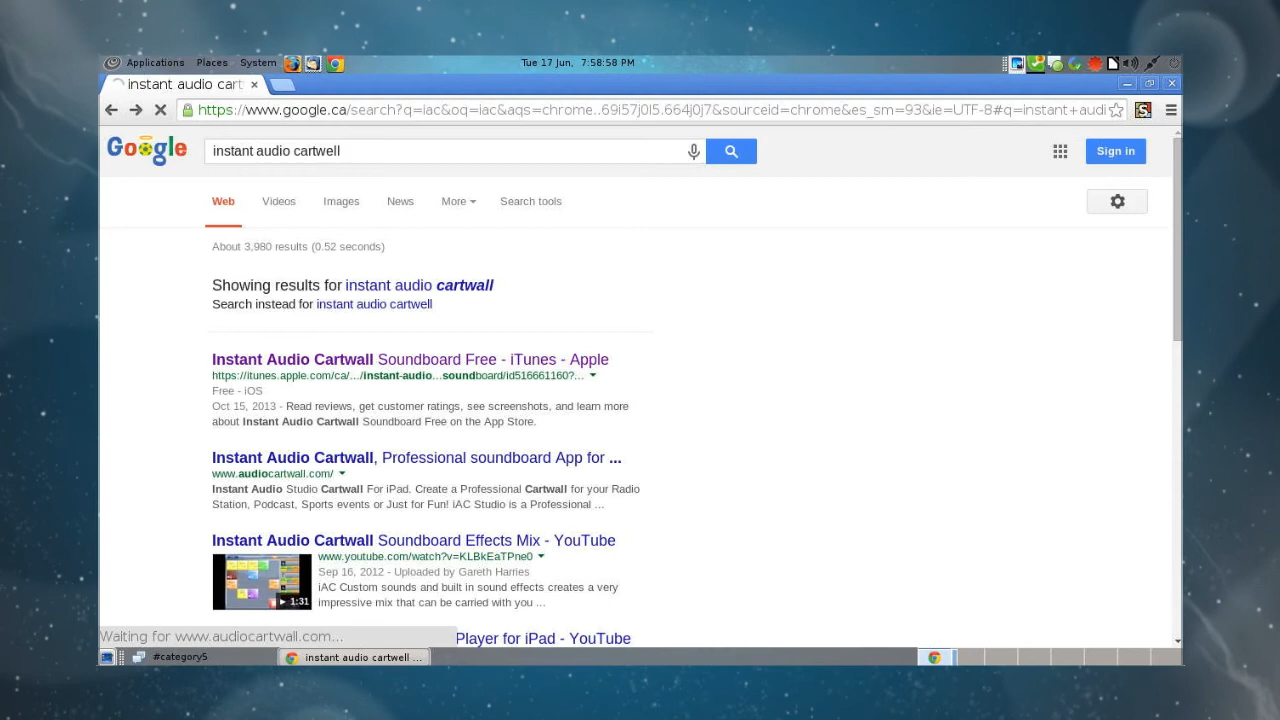 Applications Places System Tue 17 Jun, 7:58:58 PM
instant audio cart
https://www.google.ca/search?q=iac&oq=iac&aqs=chrome..69i57j0l5.664j0j7&sourceid=chrome&es_sm=93&ie=UTF-8#q=instant+audi
Google instant audio cartwell Sign in
Web Videos Images News More Search tools
About 3,980 results (0.52 seconds)
Showing results for instant audio cartwall
Search instead for instant audio cartwell
Instant Audio Cartwall Soundboard Free - iTunes - Apple
https://itunes.apple.com/ca/.../instant-audio...soundboard/id516661160?...
Free - iOS
Oct 15, 2013 - Read reviews, get customer ratings, see screenshots, and learn more
about Instant Audio Cartwall Soundboard Free on the App Store.
Instant Audio Cartwall, Professional soundboard App for ...
www.audiocartwall.com/
Instant Audio Studio Cartwall For iPad. Create a Professional Cartwall for your Radio
Station, Podcast, Sports events or Just for Fun! iAC Studio is a Professional ...
Instant Audio Cartwall Soundboard Effects Mix - YouTube
www.youtube.com/watch?v=KLBkEaTPne0
Sep 16, 2012 - Uploaded by Gareth Harries
iAC Custom sounds and built in sound effects creates a very
impressive mix that can be carried with you ...
1:31
Waiting for www.audiocartwall.com... Player for iPad - YouTube
#category5 instant audio cartwell ...